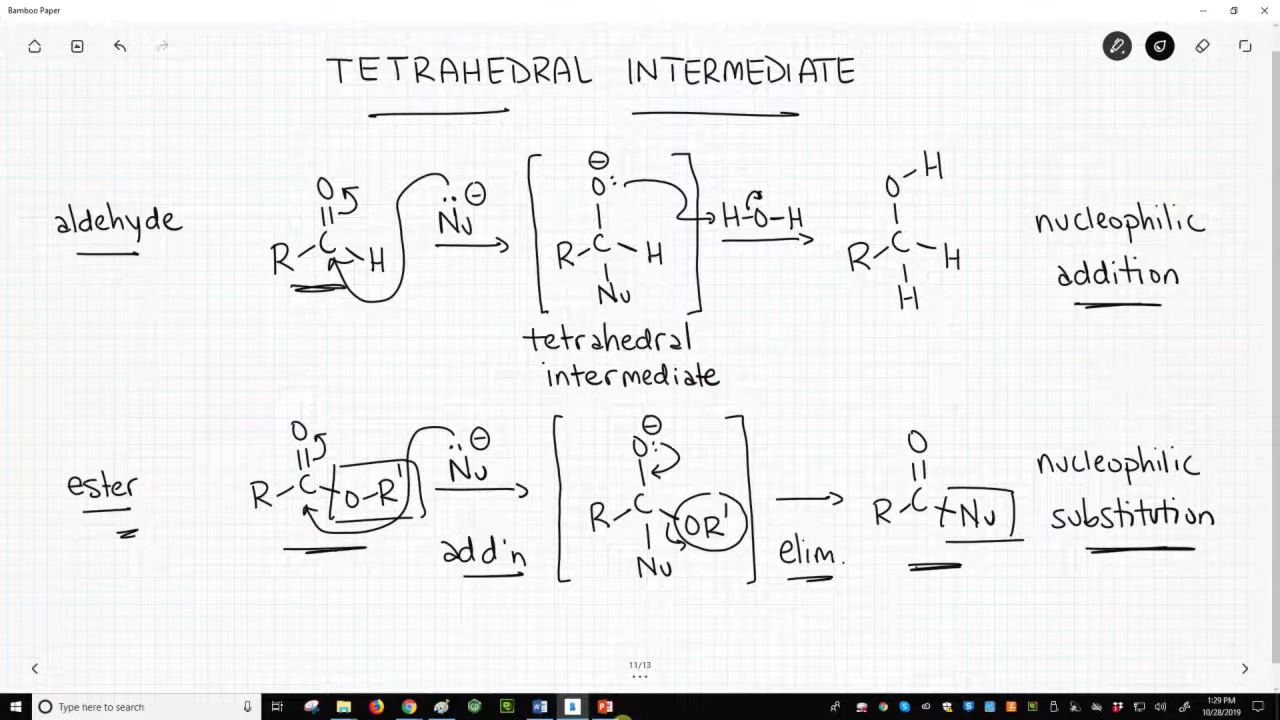 Bamboo Paper
TETRAHEDRAL INTERMEDIATE
aldehyde
O
R C H
Nu ⊖
⊖
O:
R C H
Nu
H-O-H
O H
R C H
H
nucleophilic
addition
tetrahedral
intermediate
ester
O
R C O-R'
Nu ⊖
add'n
⊖
O:
R C OR'
Nu
elim.
O
R C Nu
nucleophilic
substitution
11/13
Type here to search
1:29 PM
10/28/2019